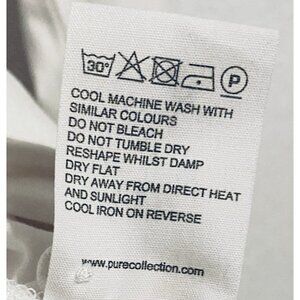 30° P
COOL MACHINE WASH WITH
SIMILAR COLOURS
DO NOT BLEACH
DO NOT TUMBLE DRY
RESHAPE WHILST DAMP
DRY FLAT
DRY AWAY FROM DIRECT HEAT
AND SUNLIGHT
COOL IRON ON REVERSE
www.purecollection.com